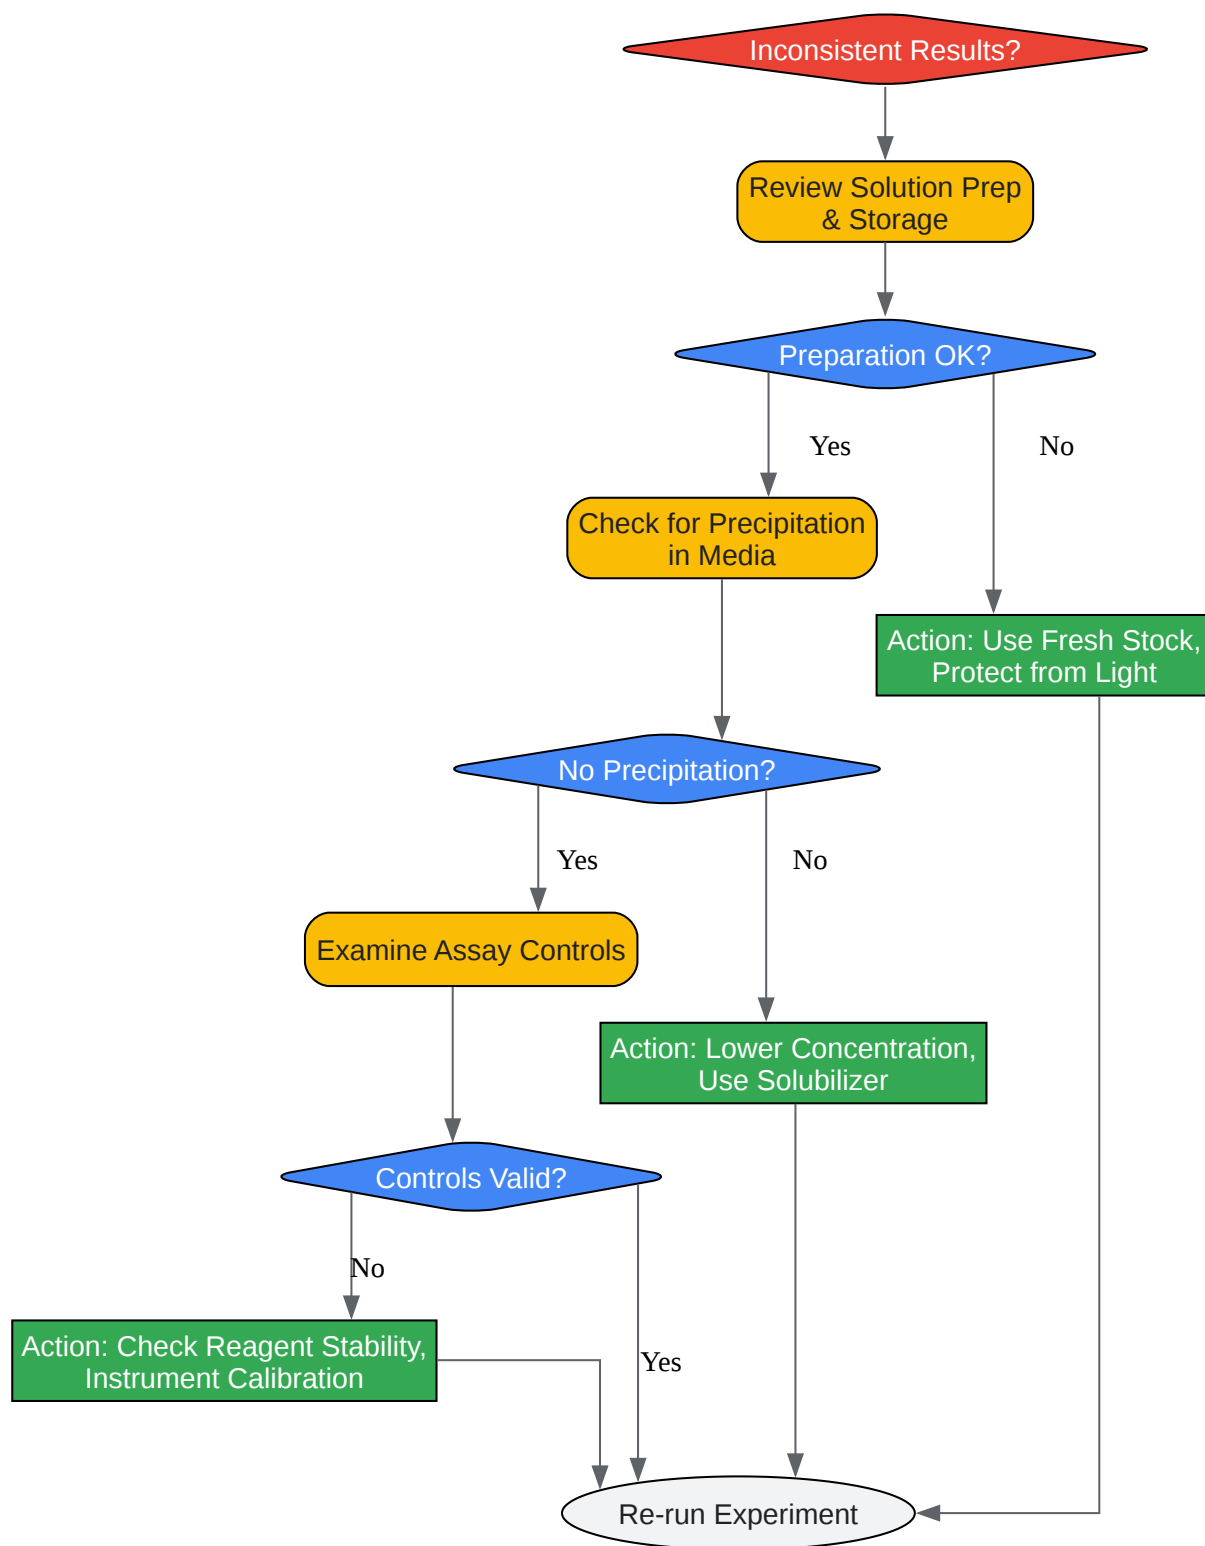 Inconsistent Results?
Review Solution Prep
& Storage
Preparation OK?
Yes
No
Check for Precipitation
in Media
Action: Use Fresh Stock,
Protect from Light
No Precipitation?
Yes
No
Examine Assay Controls
Action: Lower Concentration,
Use Solubilizer
Controls Valid?
No
Action: Check Reagent Stability,
Instrument Calibration
Yes
Re-run Experiment